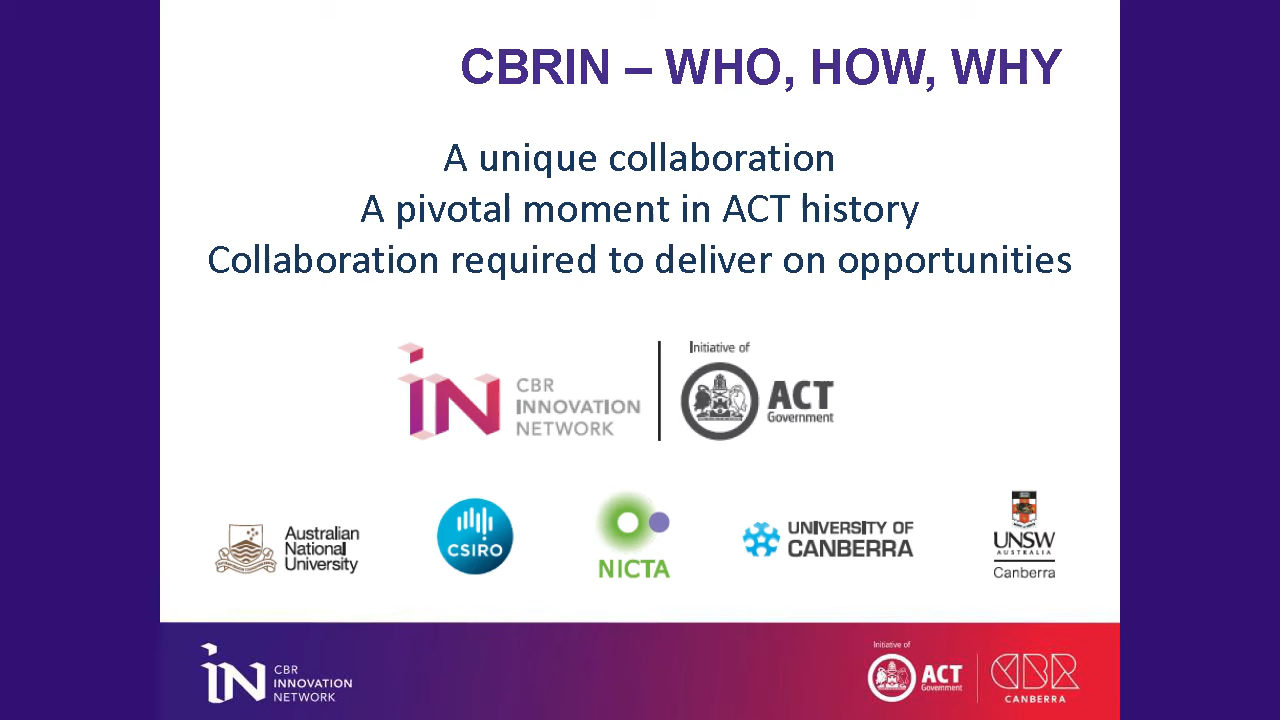 CBRIN – WHO, HOW, WHY
A unique collaboration
A pivotal moment in ACT history
Collaboration required to deliver on opportunities
iN
CBR
INNOVATION
NETWORK
Initiative of
ACT
Government
Australian
National
University
CSIRO
NICTA
UNIVERSITY OF
CANBERRA
UNSW
AUSTRALIA
Canberra
iN
CBR
INNOVATION
NETWORK
Initiative of
ACT
Government
CBR
CANBERRA